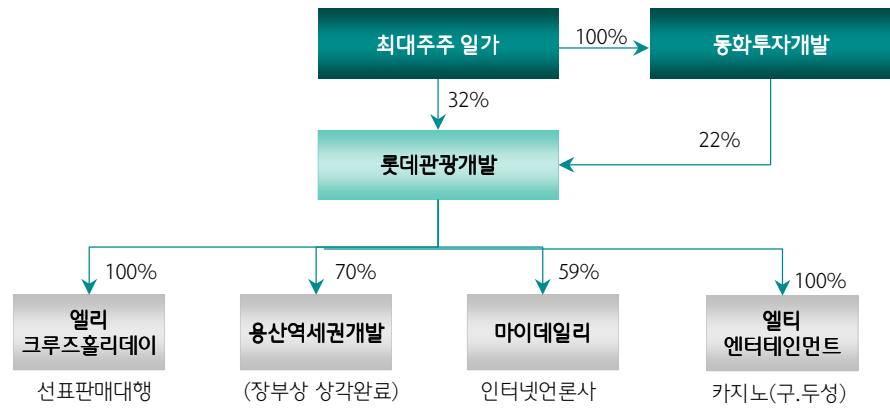 최대주주 일가
100%
동화투자개발
32%
22%
롯데관광개발
100%
70%
59%
100%
엘리
크루즈홀리데이
용산역세권개발
마이데일리
엘티
엔터테인먼트
선표판매대행
(장부상 상각완료)
인터넷언론사
카지노(구.두성)